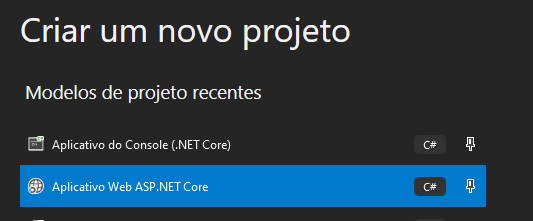 Criar um novo projeto
Modelos de projeto recentes
Aplicativo do Console (.NET Core) C#
Aplicativo Web ASP.NET Core C#